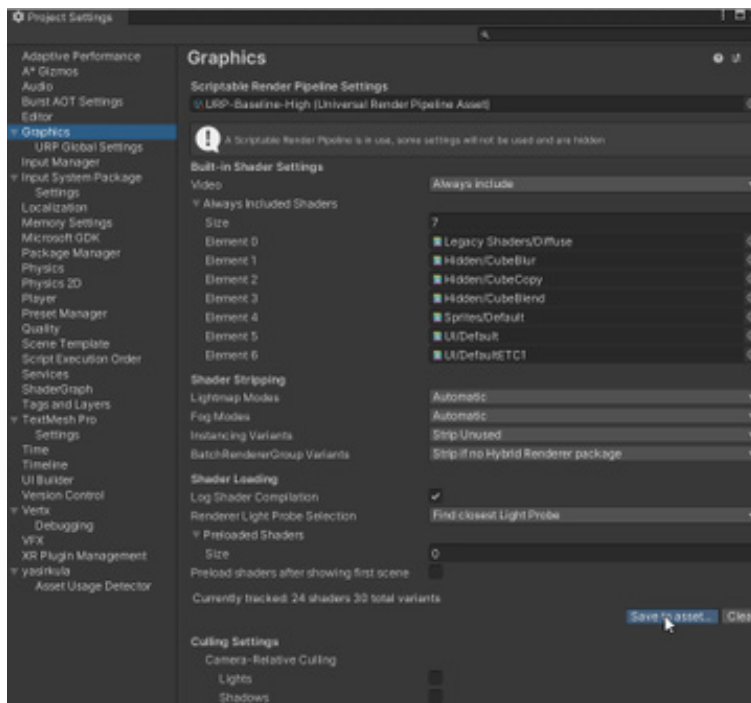 Project Settings
Adaptive Performance
A* Gizmos
Audio
Burst AOT Settings
Editor
Graphics
URP Global Settings
Input Manager
Input System Package
Settings
Localization
Memory Settings
Microsoft GDK
Package Manager
Physics
Physics 2D
Player
Preset Manager
Quality
Scene Template
Script Execution Order
Services
ShaderGraph
Tags and Layers
TextMesh Pro
Settings
Time
Timeline
UI Builder
Version Control
Vertx
Debugging
VFX
XR Plugin Management
yasirkula
Asset Usage Detector
Graphics
Scriptable Render Pipeline Settings
URP-Baseline-High (Universal Render Pipeline Asset)
A Scriptable Render Pipeline is in use, some settings will not be used and are hidden
Built-in Shader Settings
Video Always include
Always Included Shaders
Size 7
Element 0 Legacy Shaders/Diffuse
Element 1 Hidden/CubeBlur
Element 2 Hidden/CubeCopy
Element 3 Hidden/CubeBlend
Element 4 Sprites/Default
Element 5 UI/Default
Element 6 UI/DefaultETC1
Shader Stripping
Lightmap Modes Automatic
Fog Modes Automatic
Instancing Variants Strip Unused
BatchRendererGroup Variants Strip if no Hybrid Renderer package
Shader Loading
Log Shader Compilation
Renderer Light Probe Selection Find closest Light Probe
Preloaded Shaders
Size 0
Preload shaders after showing first scene
Currently tracked: 24 shaders 30 total variants
Save to asset... Clea
Culling Settings
Camera-Relative Culling
Lights
Shadows